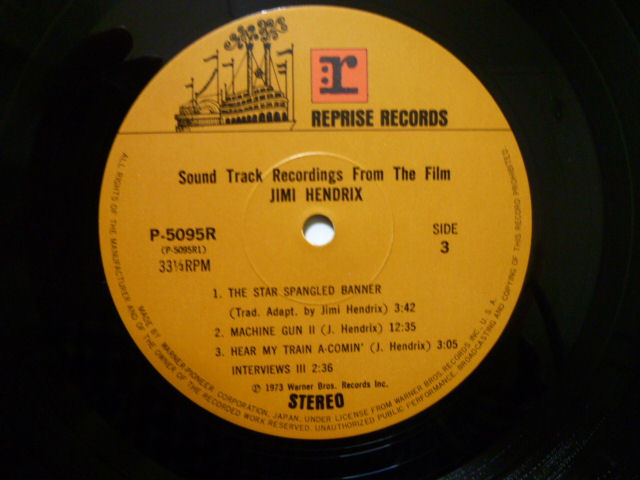 r
REPRISE RECORDS
Sound Track Recordings From The Film
JIMI HENDRIX
P-5095R
(P-5095R1)
33⅓RPM
SIDE
3
1. THE STAR SPANGLED BANNER
(Trad. Adapt. by Jimi Hendrix) 3:42
2. MACHINE GUN II (J. Hendrix) 12:35
3. HEAR MY TRAIN A-COMIN' (J. Hendrix) 3:05
INTERVIEWS III 2:36
℗ 1973 Warner Bros. Records Inc.
STEREO
MADE BY WARNER-PIONEER CORPORATION, JAPAN, UNDER LICENSE FROM WARNER BROS. RECORDS INC., U. S. A.
ALL RIGHTS OF THE MANUFACTURER AND OF THE OWNER OF THE RECORDED WORK RESERVED. UNAUTHORIZED PUBLIC PERFORMANCE, BROADCASTING AND COPYING OF THIS RECORD PROHIBITED